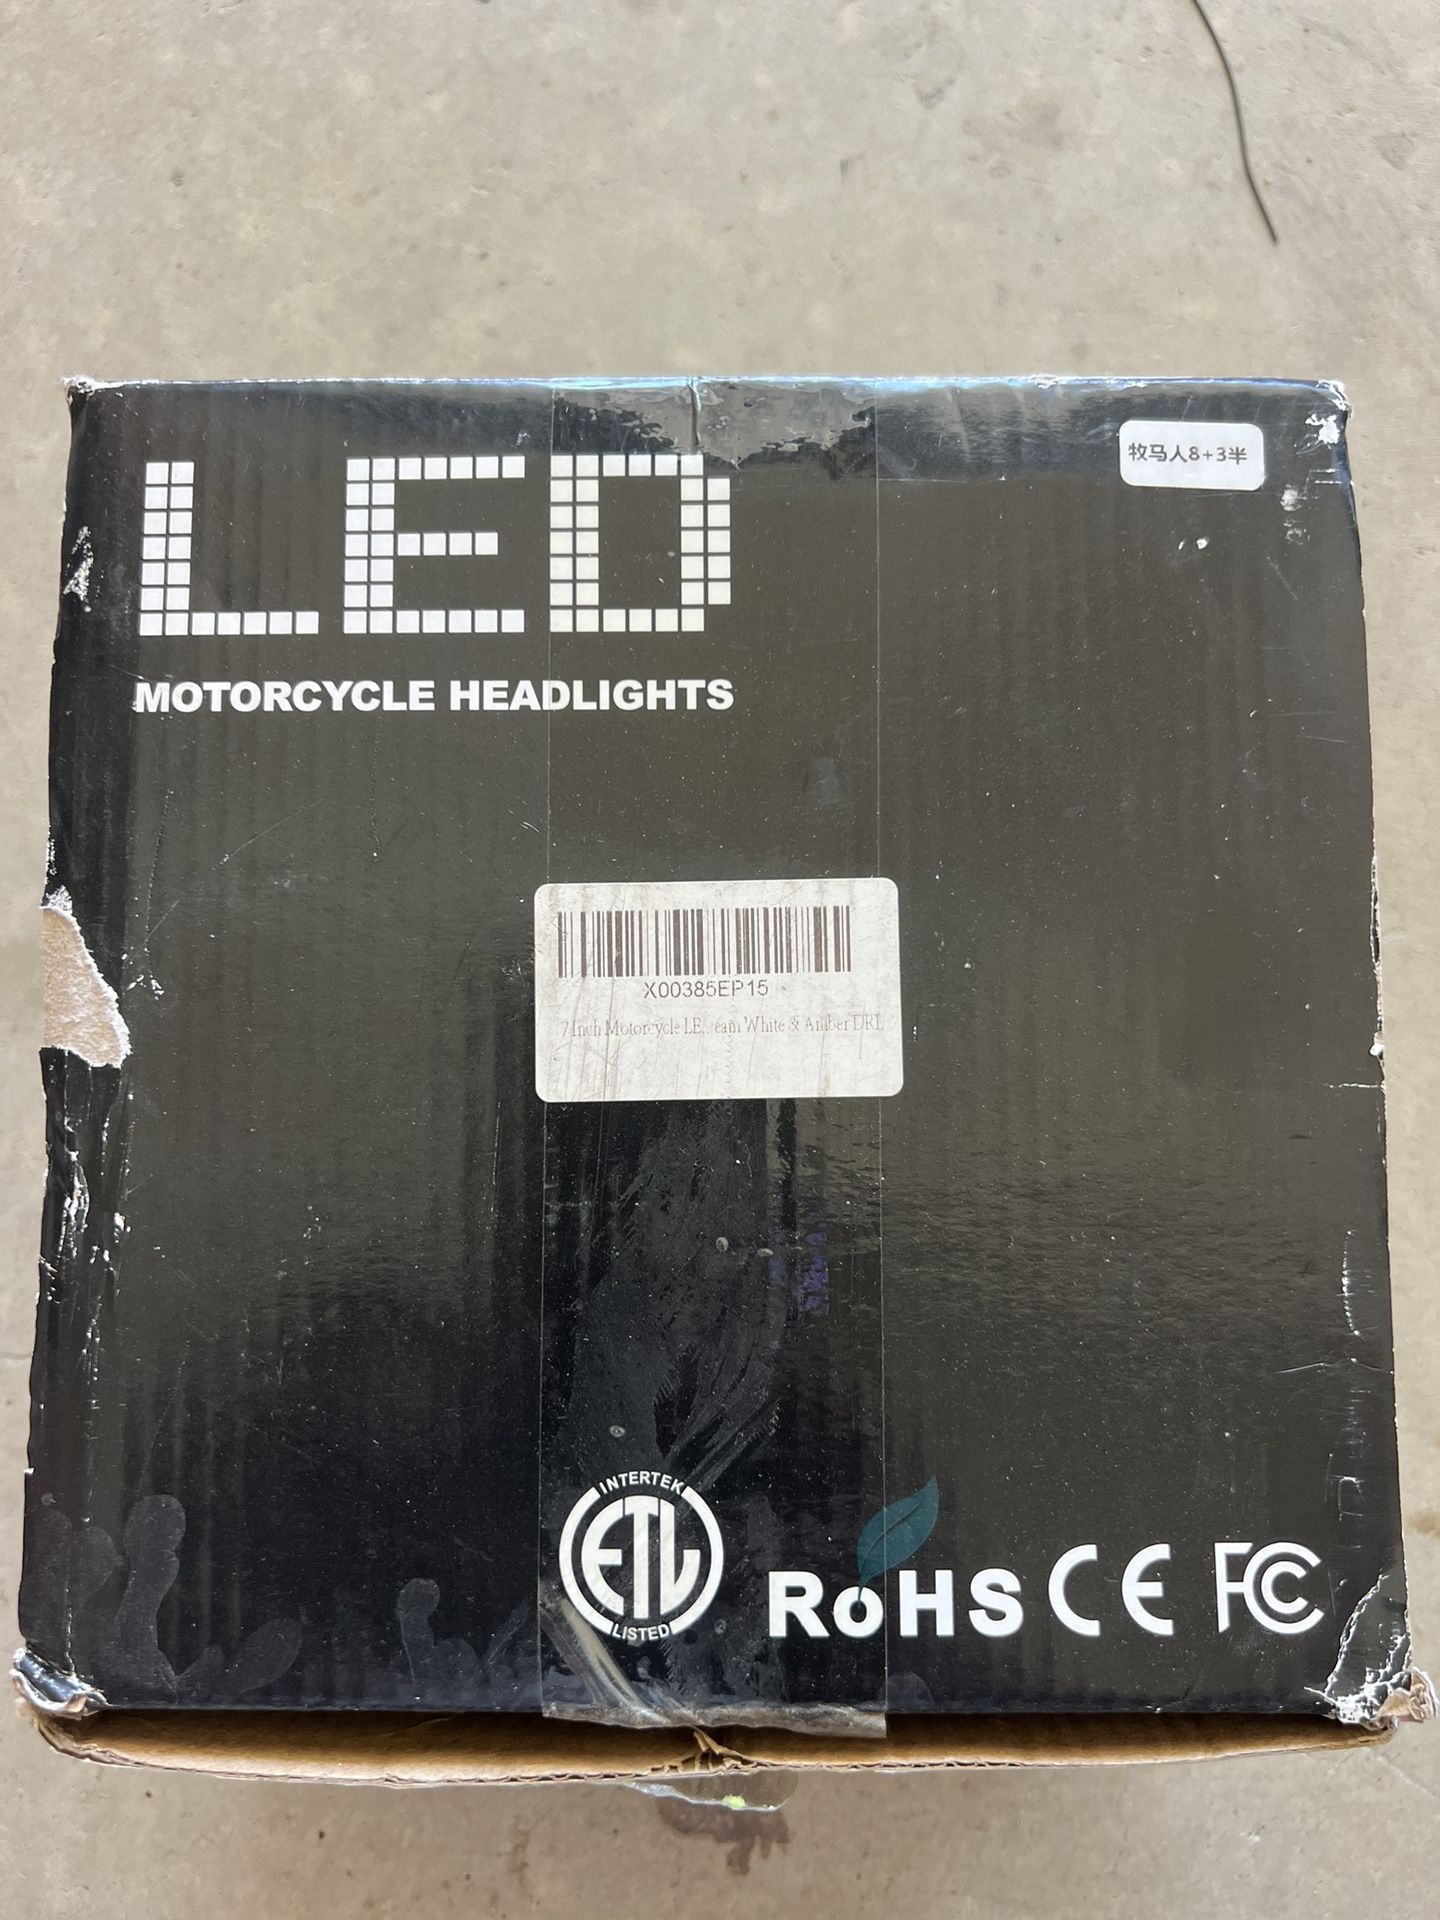 LED
牧马人8+3半
MOTORCYCLE HEADLIGHTS
X00385EP15
7 Inch Motorcycle LE...eam White & Amber DRL
INTERTEK
ETL
LISTED
RoHS CE FC